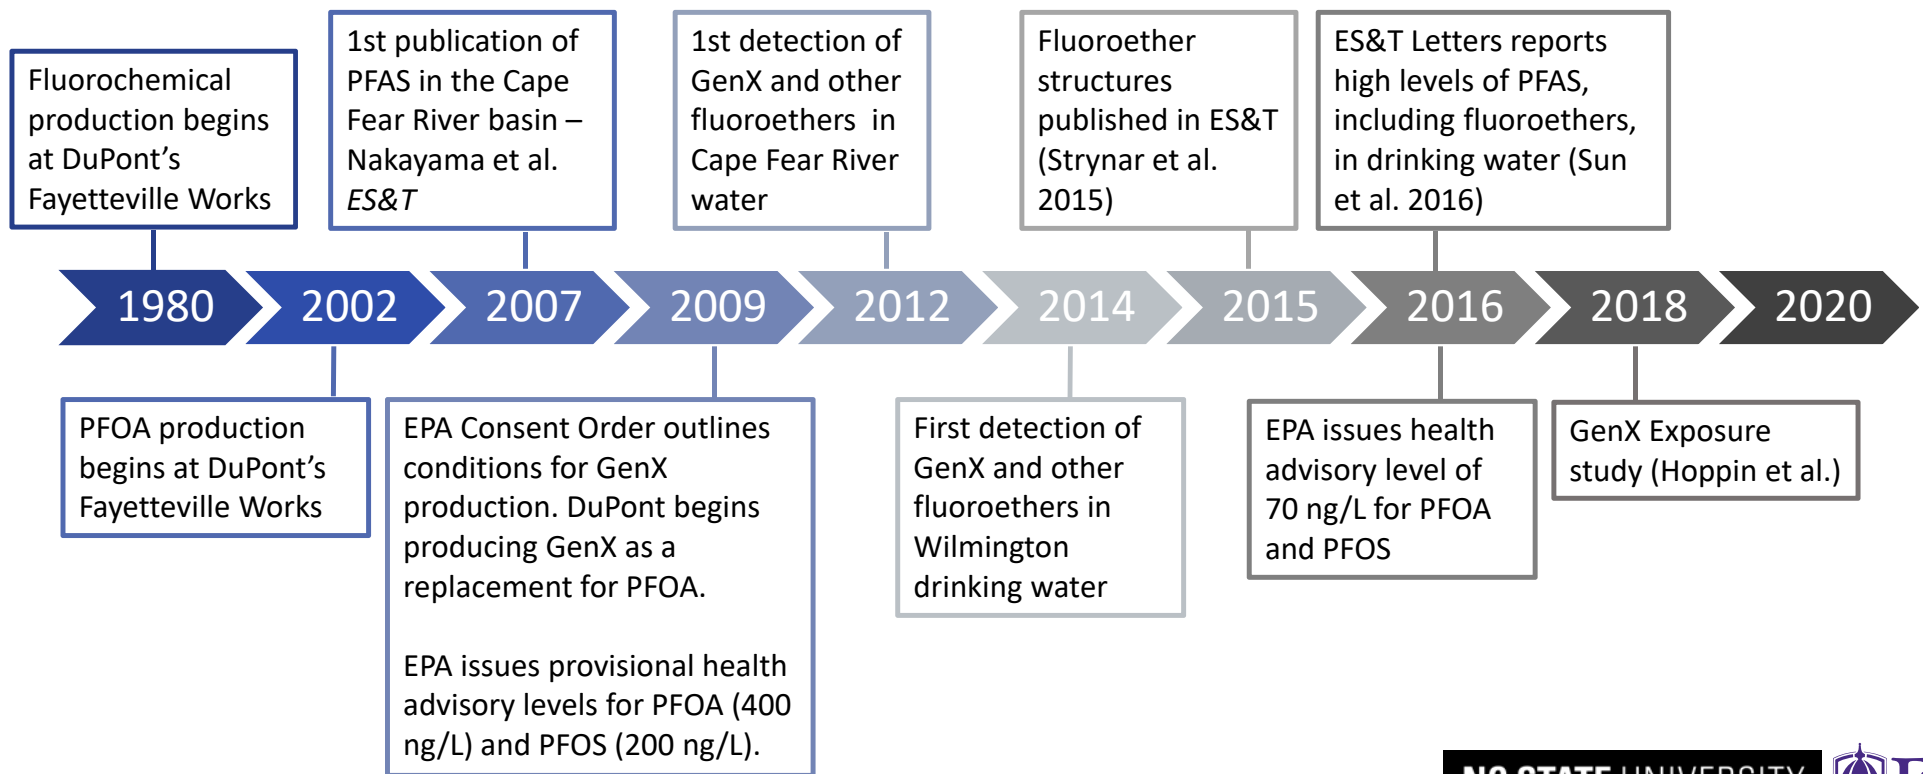 Fluorochemical
production begins
at DuPont's
Fayetteville Works
1st publication of
PFAS in the Cape
Fear River basin –
Nakayama et al.
ES&T
1st detection of
GenX and other
fluoroethers in
Cape Fear River
water
Fluoroether
structures
published in ES&T
(Strynar et al.
2015)
ES&T Letters reports
high levels of PFAS,
including fluoroethers,
in drinking water (Sun
et al. 2016)
1980
2002
2007
2009
2012
2014
2015
2016
2018
2020
PFOA production
begins at DuPont's
Fayetteville Works
EPA Consent Order outlines
conditions for GenX
production. DuPont begins
producing GenX as a
replacement for PFOA.
EPA issues provisional health
advisory levels for PFOA (400
ng/L) and PFOS (200 ng/L).
First detection of
GenX and other
fluoroethers in
Wilmington
drinking water
EPA issues health
advisory level of
70 ng/L for PFOA
and PFOS
GenX Exposure
study (Hoppin et al.)
NC STATE UNIVERSITY